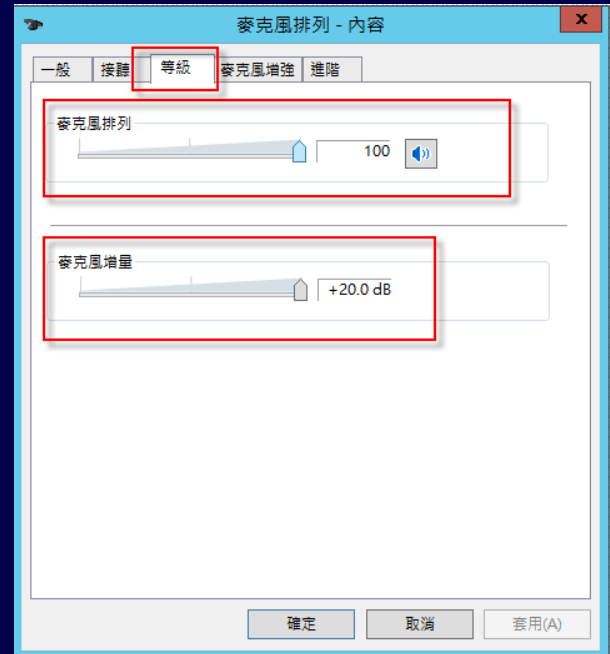 麥克風排列 - 內容
x
一般 接聽 等級 麥克風增強 進階
麥克風排列
100
麥克風增量
+20.0 dB
確定 取消 套用(A)